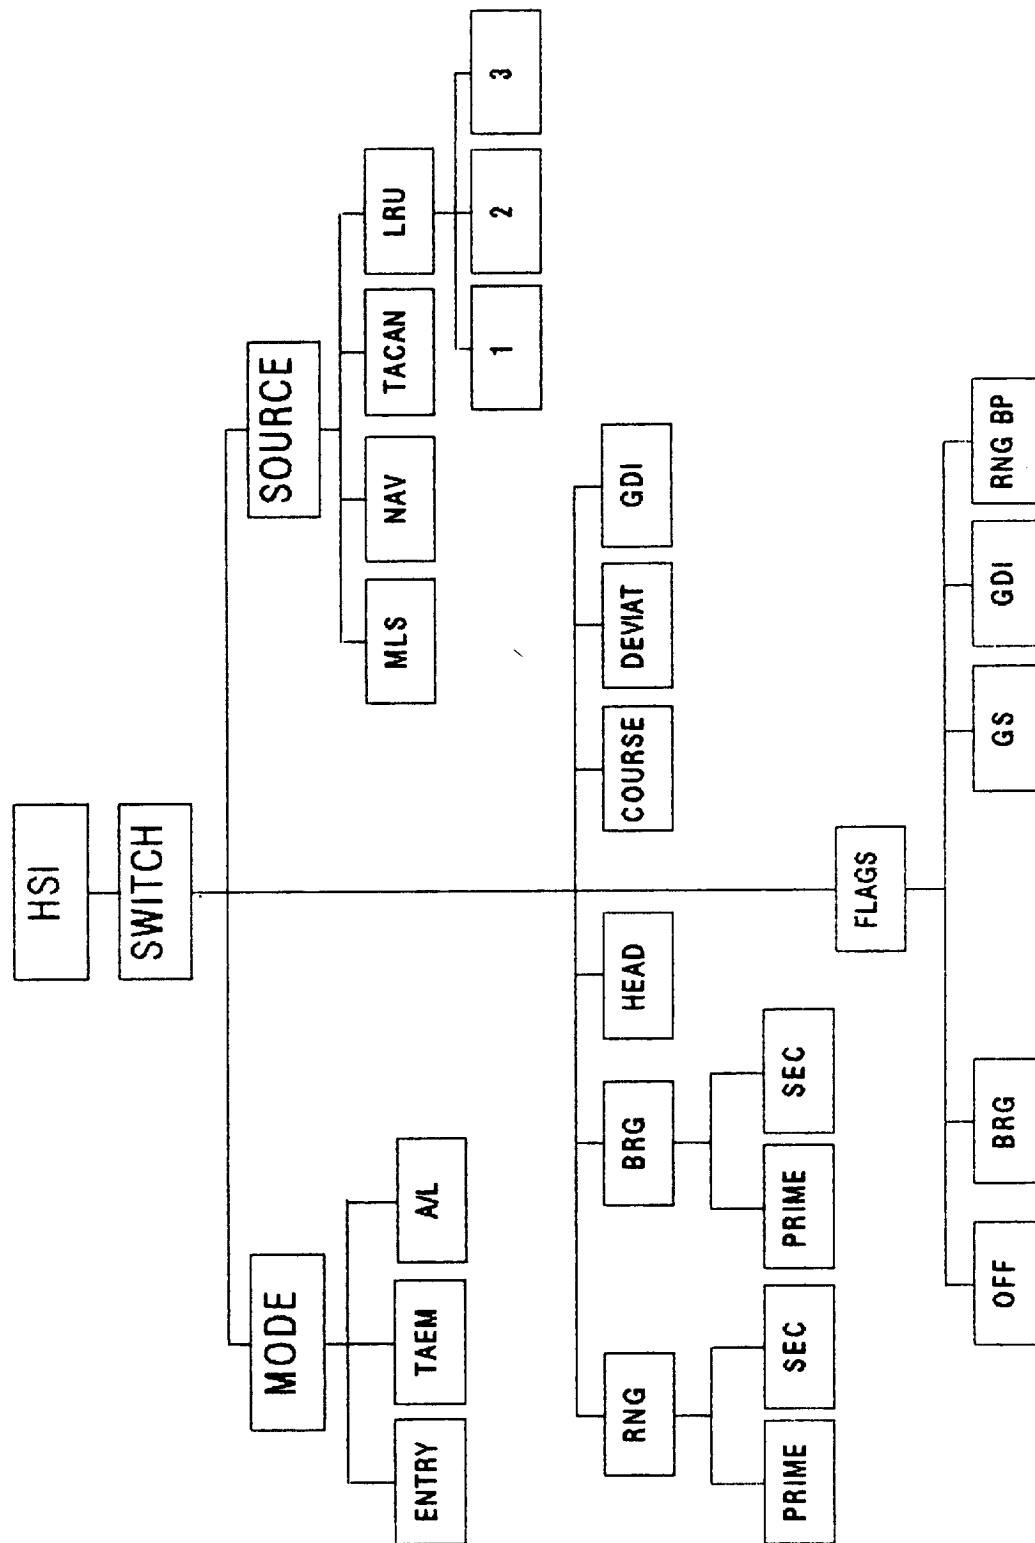 HSI
SWITCH
MODE
SOURCE
ENTRY
TAEM
A/L
MLS
NAV
TACAN
LRU
1
2
3
RNG
BRG
HEAD
COURSE
DEVIAT
GDI
PRIME
SEC
PRIME
SEC
FLAGS
OFF
BRG
GS
GDI
RNG BP